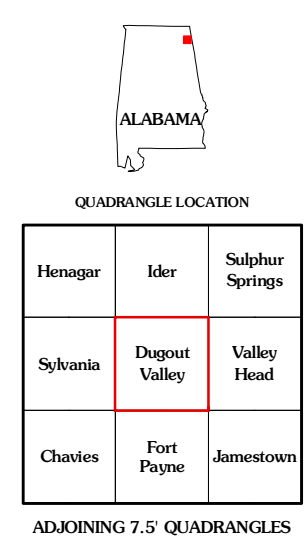 ALABAMA
QUADRANGLE LOCATION
Henagar
Ider
Sulphur
Springs
Sylvania
Dugout
Valley
Valley
Head
Chavies
Fort
Payne
Jamestown
ADJOINING 7.5' QUADRANGLES